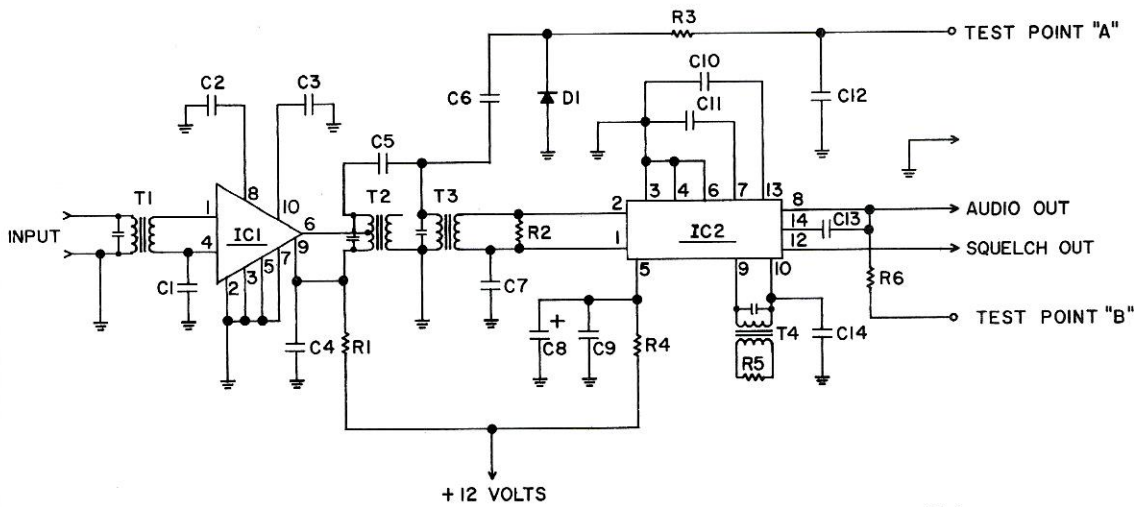 R3
TEST POINT "A"
C10
C2
C3
C6
D1
C11
C12
C5
T1
8
10
T2
T3
3
4
6
7
13
1
6
2
8
AUDIO OUT
INPUT
IC1
9
R2
IC2
14
C13
4
7
1
12
SQUELCH OUT
5
3
2
5
9
10
R6
C1
C7
+
T4
C14
TEST POINT "B"
C4
R1
C8
C9
R4
R5
+12 VOLTS